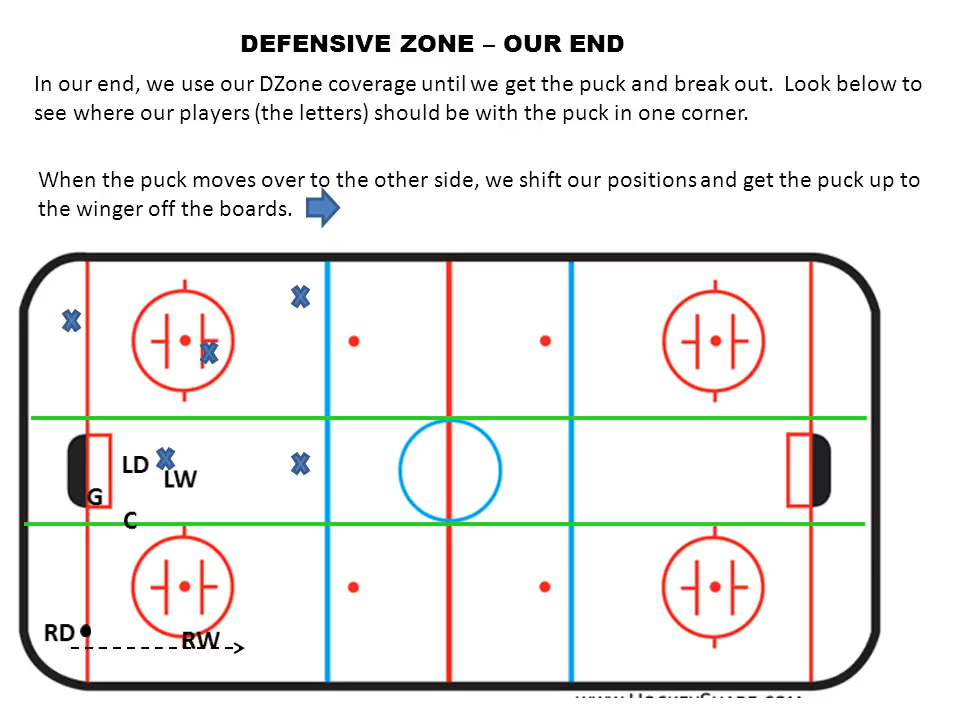 DEFENSIVE ZONE – OUR END
In our end, we use our DZone coverage until we get the puck and break out.  Look below to
see where our players (the letters) should be with the puck in one corner.
When the puck moves over to the other side, we shift our positions and get the puck up to
the winger off the boards.
LD
LW
G
C
RD
RW
www.HockeyShare.com